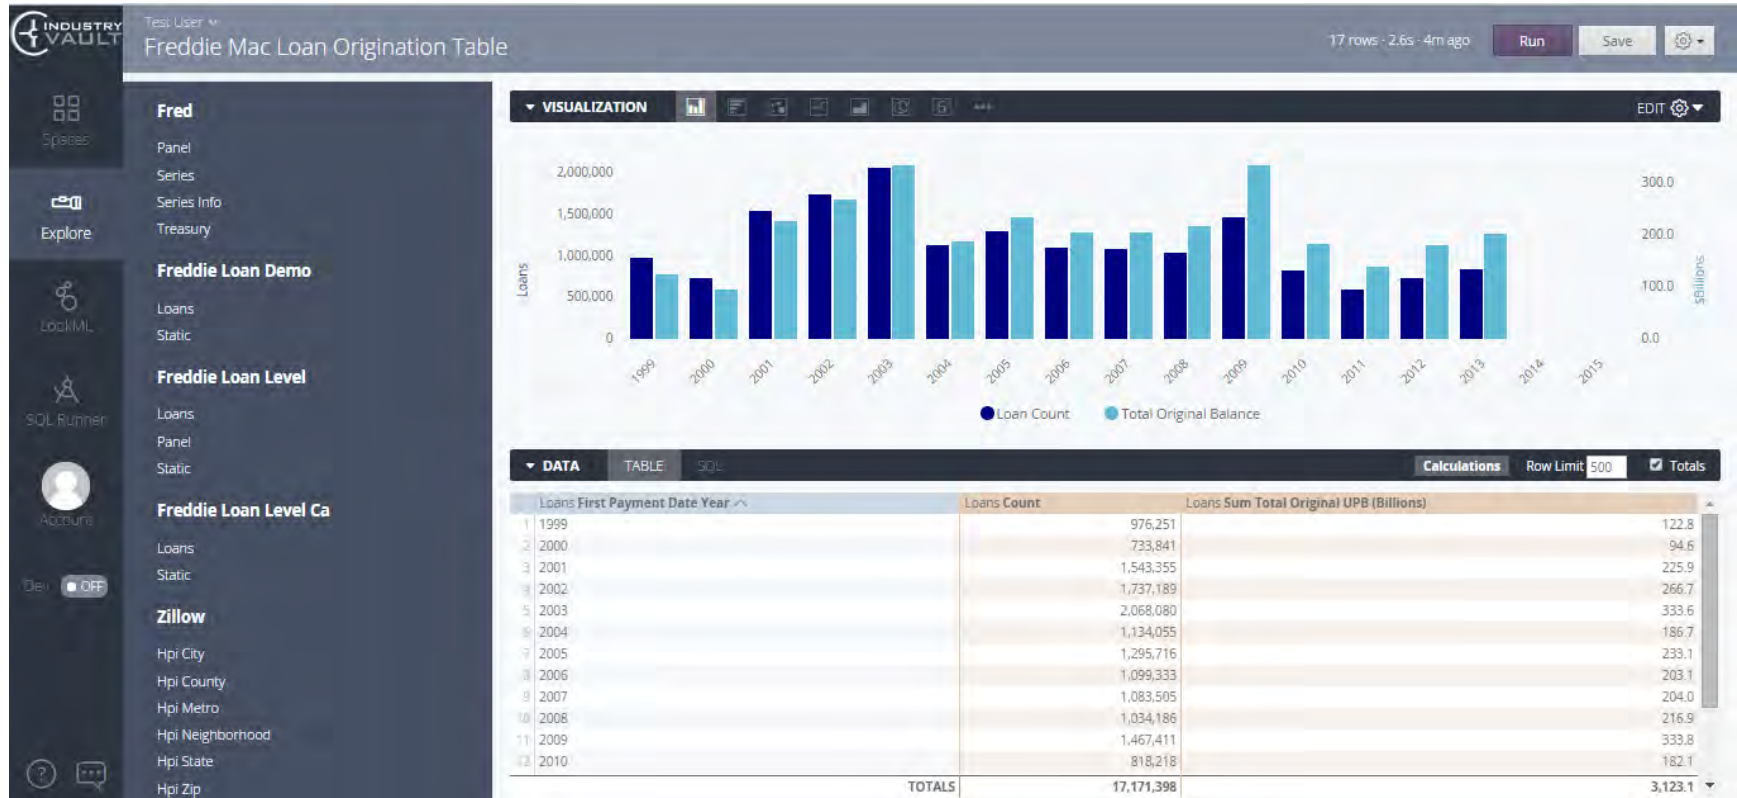 INDUSTRY
VAULT
Test User
Freddie Mac Loan Origination Table
17 rows · 2.6s · 4m ago
Run
Save
Spaces
Explore
LookML
SQL Runner
Account
Dev
OFF
Fred
Panel
Series
Series Info
Treasury
Freddie Loan Demo
Loans
Static
Freddie Loan Level
Loans
Panel
Static
Freddie Loan Level Ca
Loans
Static
Zillow
Hpi City
Hpi County
Hpi Metro
Hpi Neighborhood
Hpi State
Hpi Zip
VISUALIZATION
EDIT
Loans
2,000,000
1,500,000
1,000,000
500,000
0
300.0
200.0
100.0
0.0
$Billions
1999 2000 2001 2002 2003 2004 2005 2006 2007 2008 2009 2010 2011 2012 2013 2014 2015
Loan Count Total Original Balance
DATA TABLE SQL Calculations Row Limit 500 Totals
Loans First Payment Date Year Loans Count Loans Sum Total Original UPB (Billions)
1 1999 976,251 122.8
2 2000 733,841 94.6
3 2001 1,543,355 225.9
4 2002 1,737,189 266.7
5 2003 2,068,080 333.6
6 2004 1,134,055 186.7
7 2005 1,295,716 233.1
8 2006 1,099,333 203.1
9 2007 1,083,505 204.0
10 2008 1,034,186 216.9
11 2009 1,467,411 333.8
12 2010 818,218 182.1
TOTALS 17,171,398 3,123.1